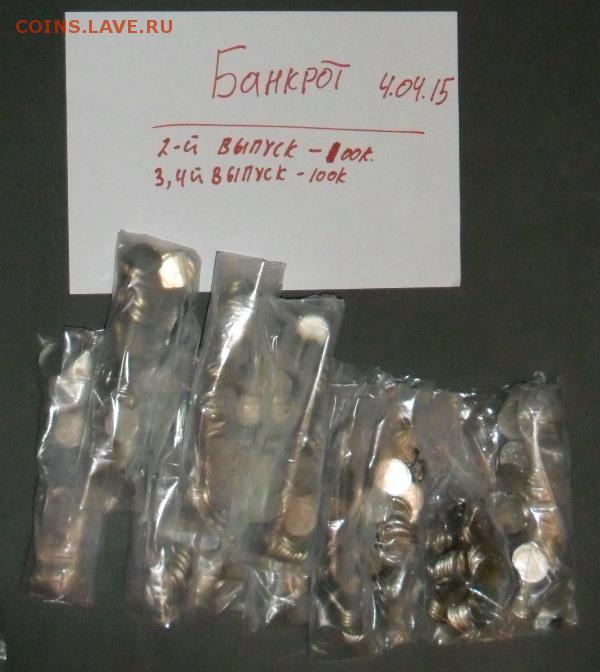 COINS.LAVE.RU
Банкрот 4.04.15
2-й выпуск - 100к.
3,4й выпуск - 100к